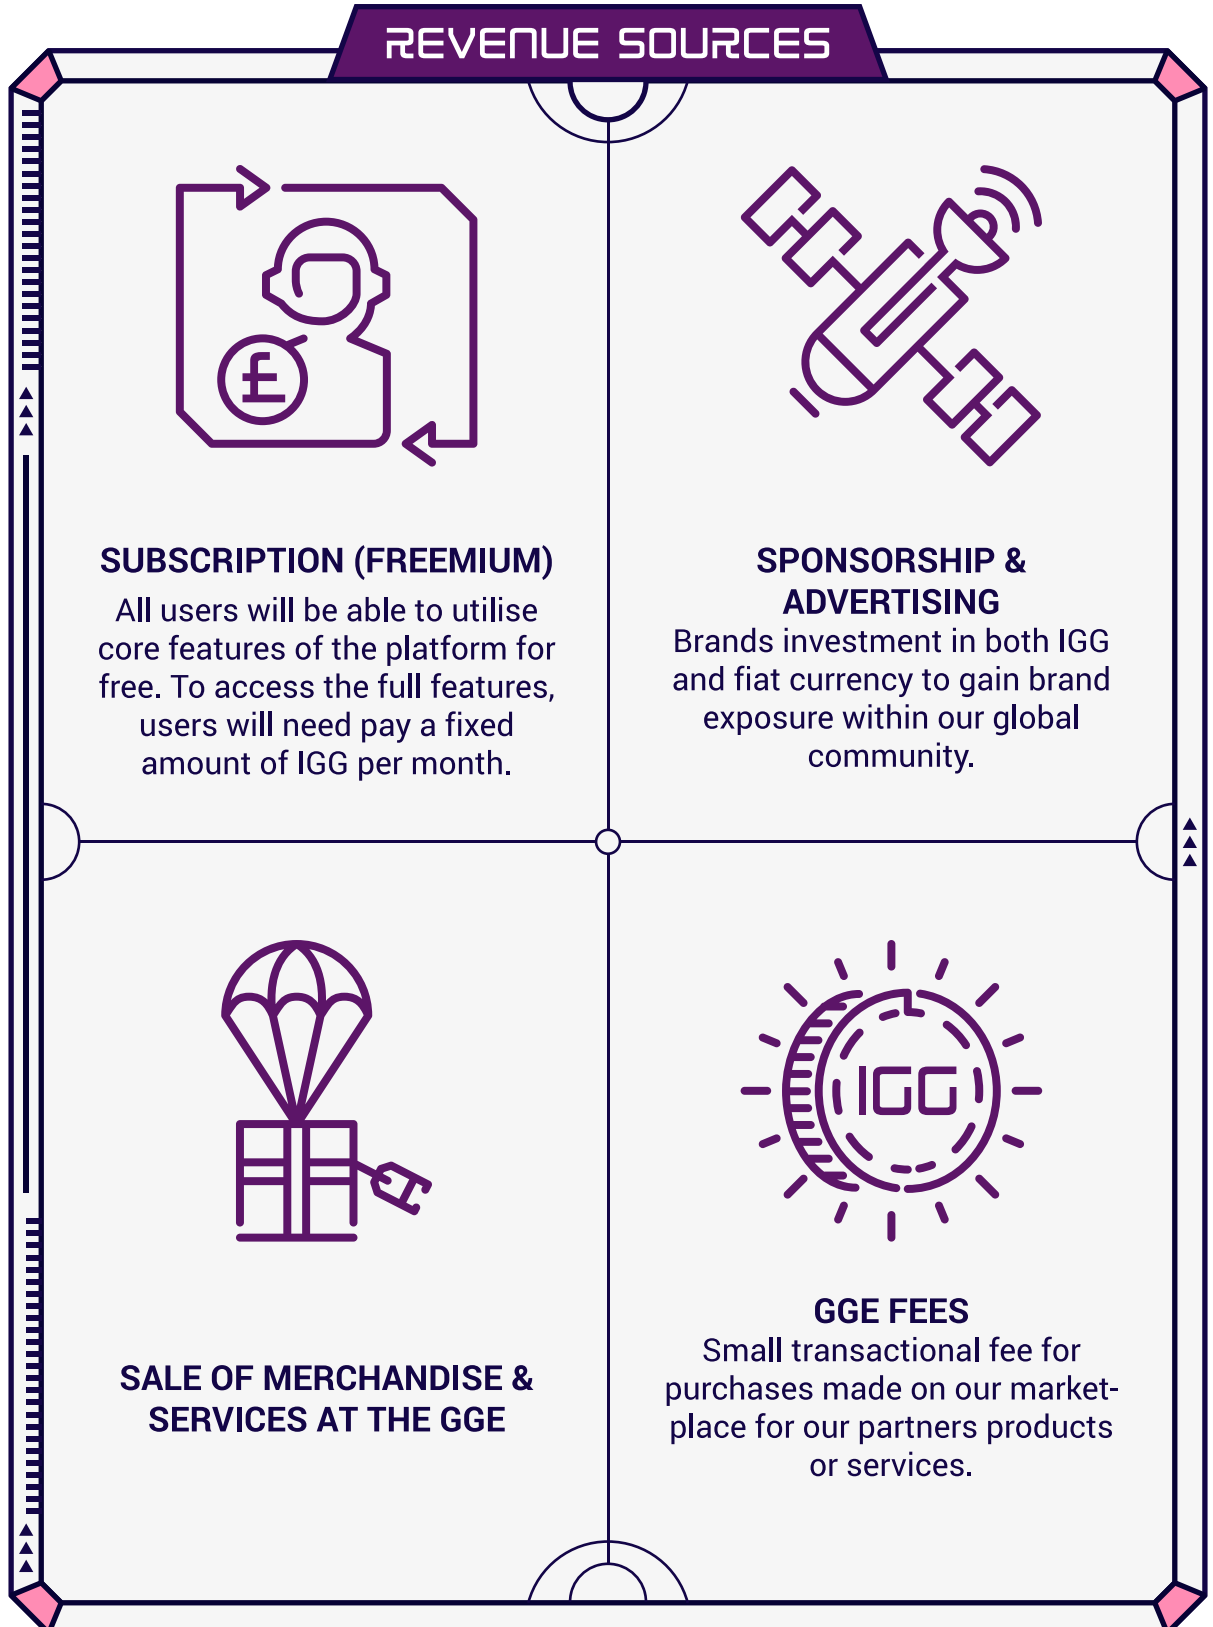 REVENUE SOURCES
£
SUBSCRIPTION (FREEMIUM)
All users will be able to utilise
core features of the platform for
free. To access the full features,
users will need pay a fixed
amount of IGG per month.
SPONSORSHIP &
ADVERTISING
Brands investment in both IGG
and fiat currency to gain brand
exposure within our global
community.
SALE OF MERCHANDISE &
SERVICES AT THE GGE
IGG
GGE FEES
Small transactional fee for
purchases made on our market-
place for our partners products
or services.